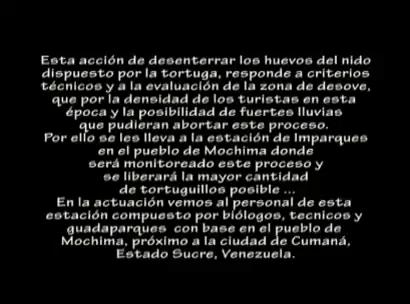 Esta acción de desenterrar los huevos del nido
dispuesto por la tortuga, responde a criterios
técnicos y a la evaluación de la zona de desove,
que por la densidad de los turistas en esta
época y la posibilidad de fuertes lluvias
que pudieran abortar este proceso.
Por ello se les lleva a la estación de Imparques
en el pueblo de Mochima donde
será monitoreado este proceso y
se liberará la mayor cantidad
de tortuguillos posible ...
En la actuación vemos al personal de esta
estación compuesto por biólogos, tecnicos y
guadaparques con base en el pueblo de
Mochima, próximo a la ciudad de Cumaná,
Estado Sucre, Venezuela.